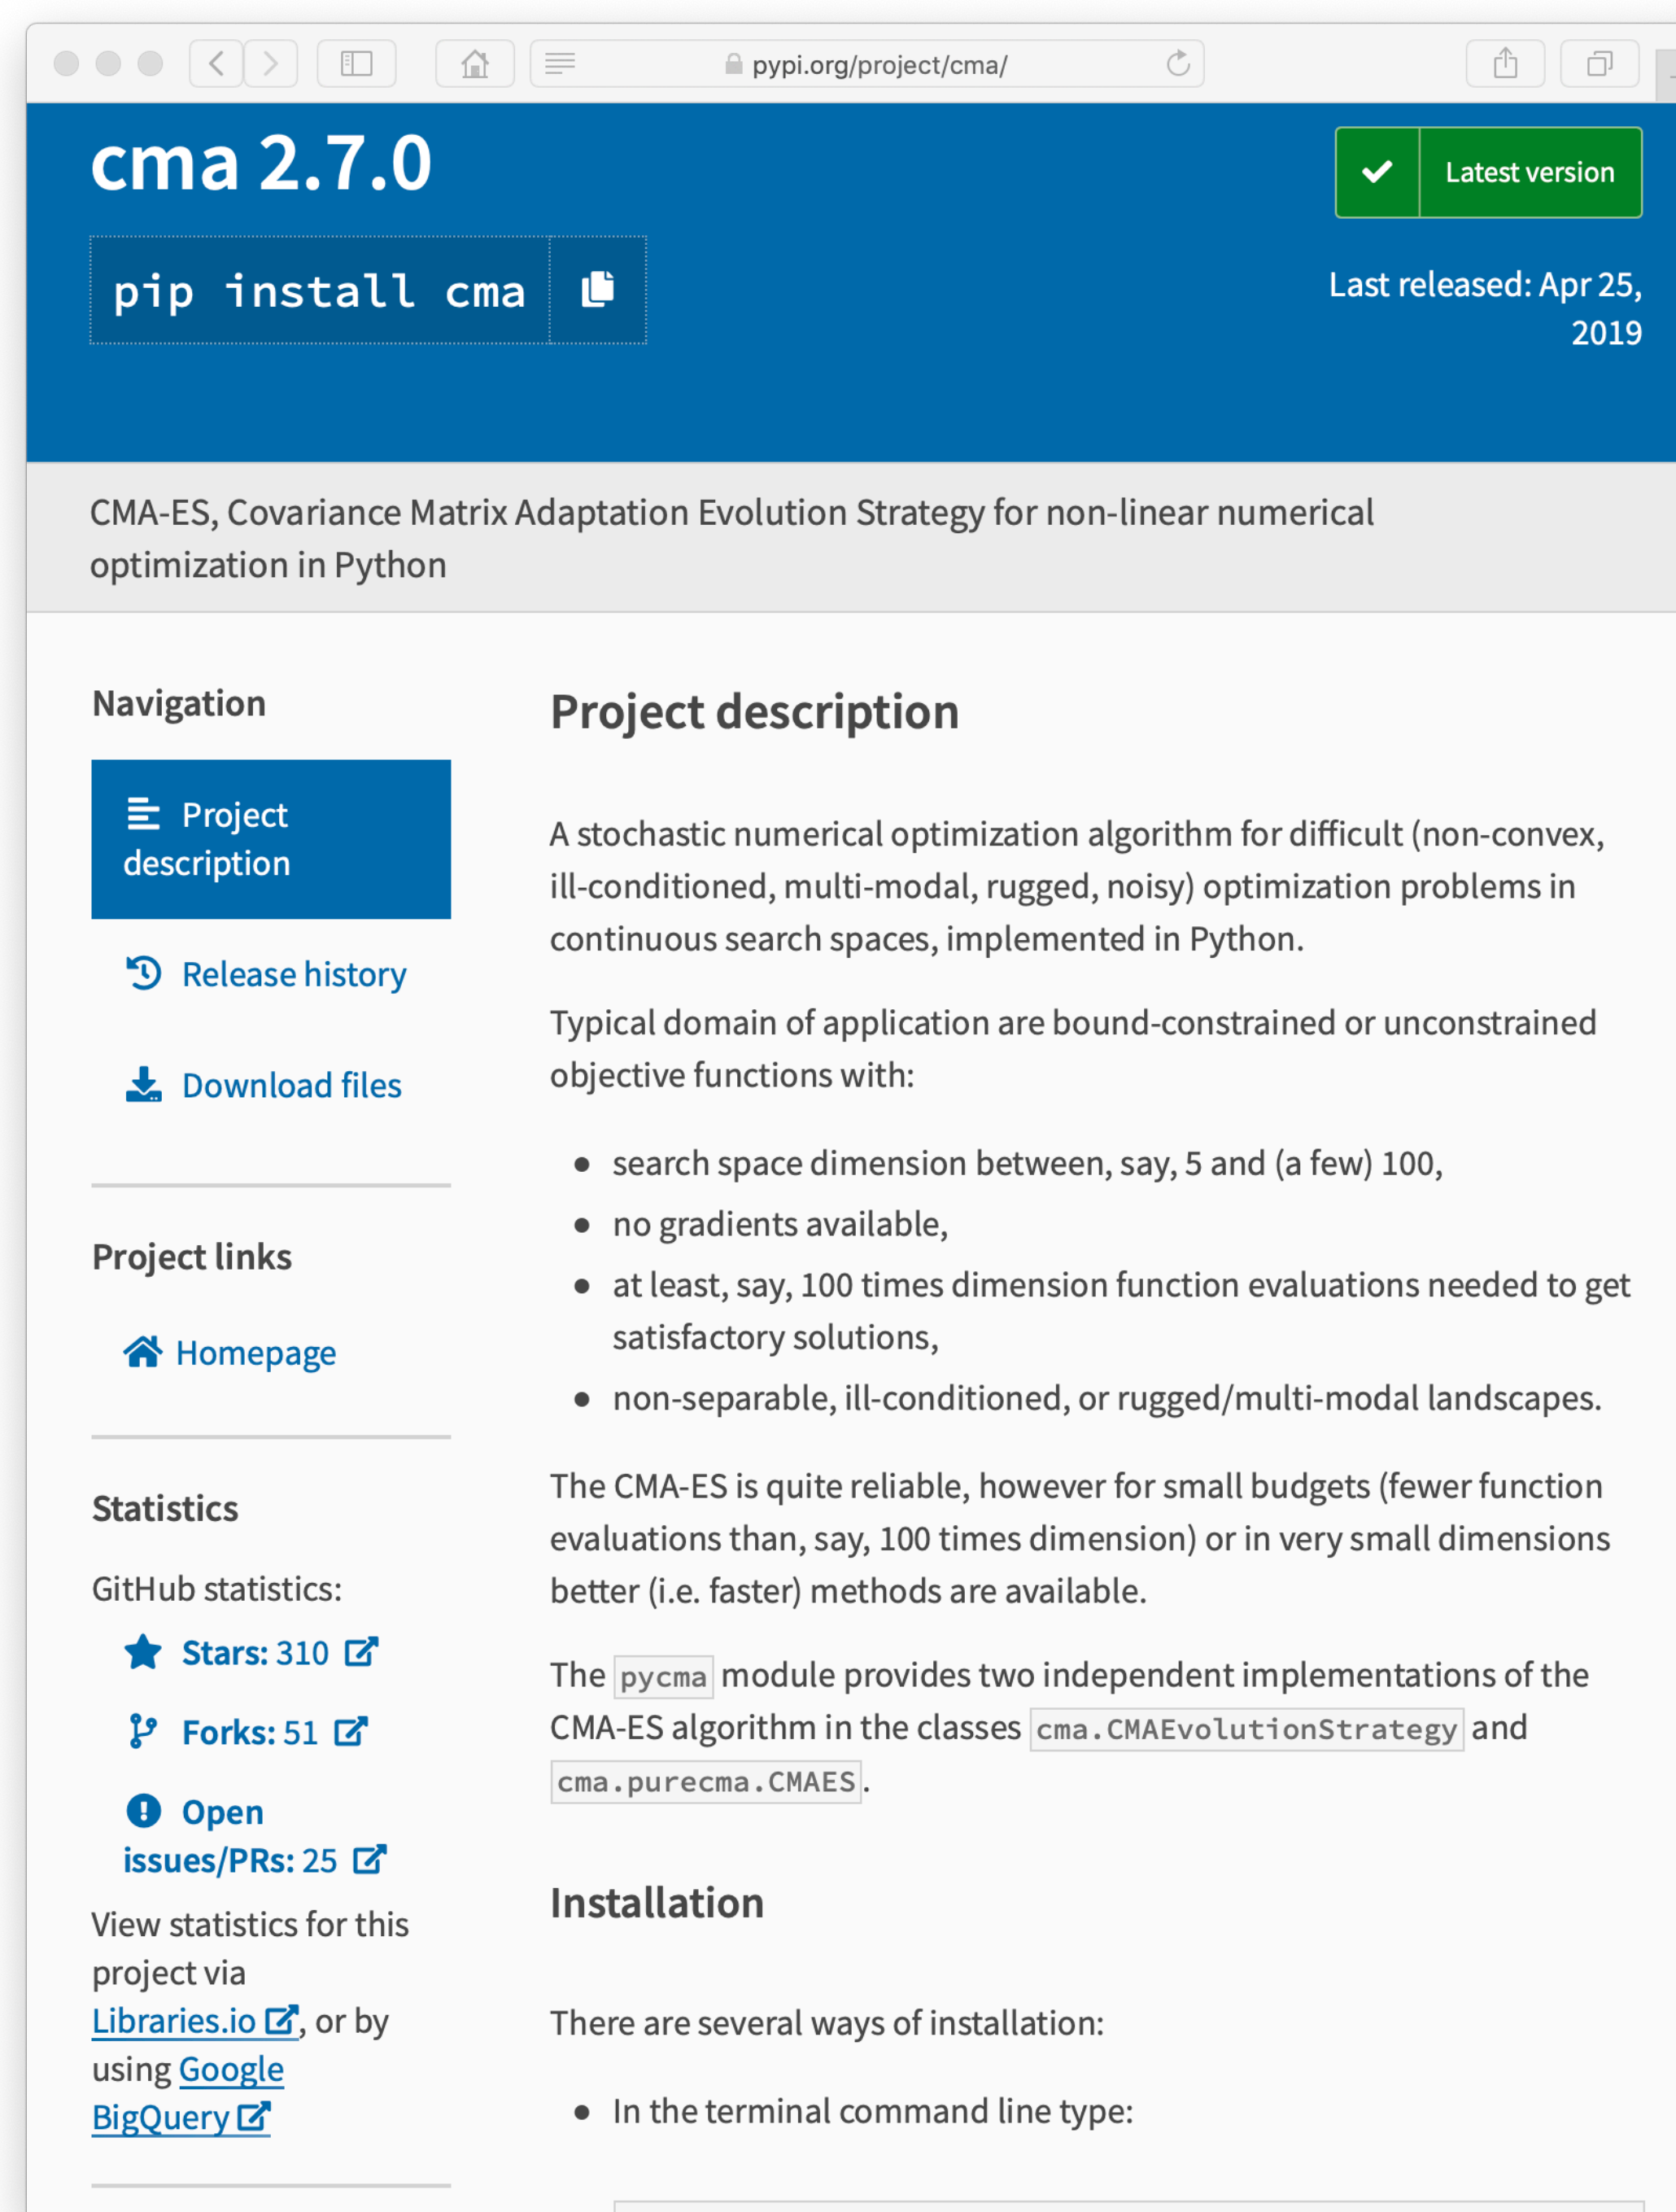 pypi.org/project/cma/
cma 2.7.0
Latest version
pip install cma
Last released: Apr 25,
2019
CMA-ES, Covariance Matrix Adaptation Evolution Strategy for non-linear numerical
optimization in Python
Navigation
Project
description
Release history
Download files
Project links
Homepage
Statistics
GitHub statistics:
Stars: 310
Forks: 51
Open
issues/PRs: 25
View statistics for this
project via
Libraries.io, or by
using Google
BigQuery
Project description
A stochastic numerical optimization algorithm for difficult (non-convex,
ill-conditioned, multi-modal, rugged, noisy) optimization problems in
continuous search spaces, implemented in Python.
Typical domain of application are bound-constrained or unconstrained
objective functions with:
• search space dimension between, say, 5 and (a few) 100,
• no gradients available,
• at least, say, 100 times dimension function evaluations needed to get
satisfactory solutions,
• non-separable, ill-conditioned, or rugged/multi-modal landscapes.
The CMA-ES is quite reliable, however for small budgets (fewer function
evaluations than, say, 100 times dimension) or in very small dimensions
better (i.e. faster) methods are available.
The pycma module provides two independent implementations of the
CMA-ES algorithm in the classes cma.CMAEvolutionStrategy and
cma.purecma.CMAES.
Installation
There are several ways of installation:
• In the terminal command line type: